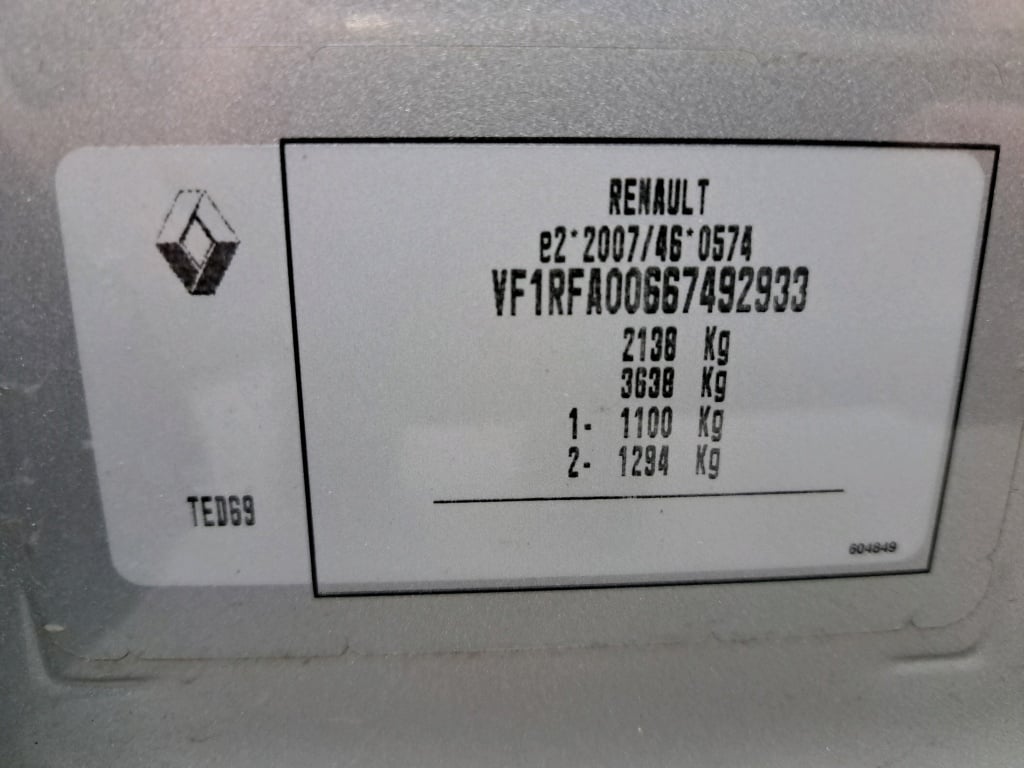 RENAULT
e2*2007/46*0574
VF1RFA00667492933
2138 Kg
3638 Kg
1- 1100 Kg
2- 1294 Kg
TED69
604849